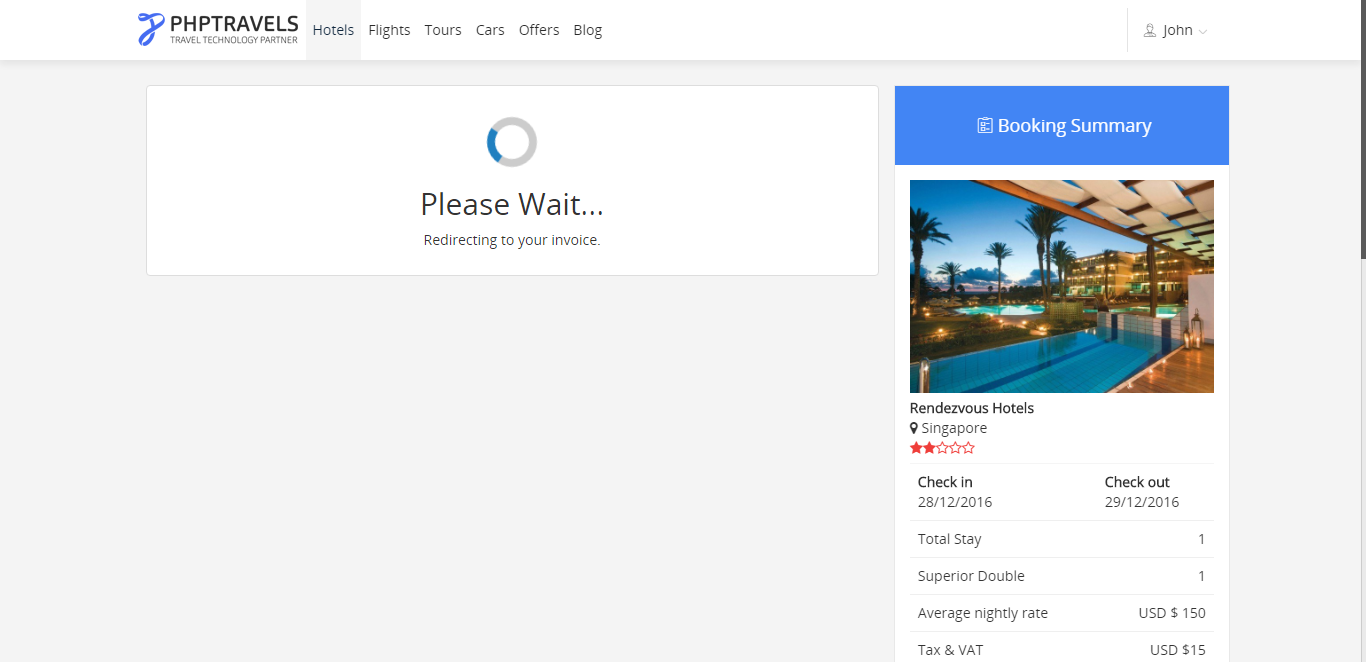 PHPTRAVELS
TRAVEL TECHNOLOGY PARTNER
Hotels Flights Tours Cars Offers Blog
John
Please Wait...
Redirecting to your invoice.
Booking Summary
Rendezvous Hotels
Singapore
Check in Check out
28/12/2016 29/12/2016
Total Stay 1
Superior Double 1
Average nightly rate USD $ 150
Tax & VAT USD $15